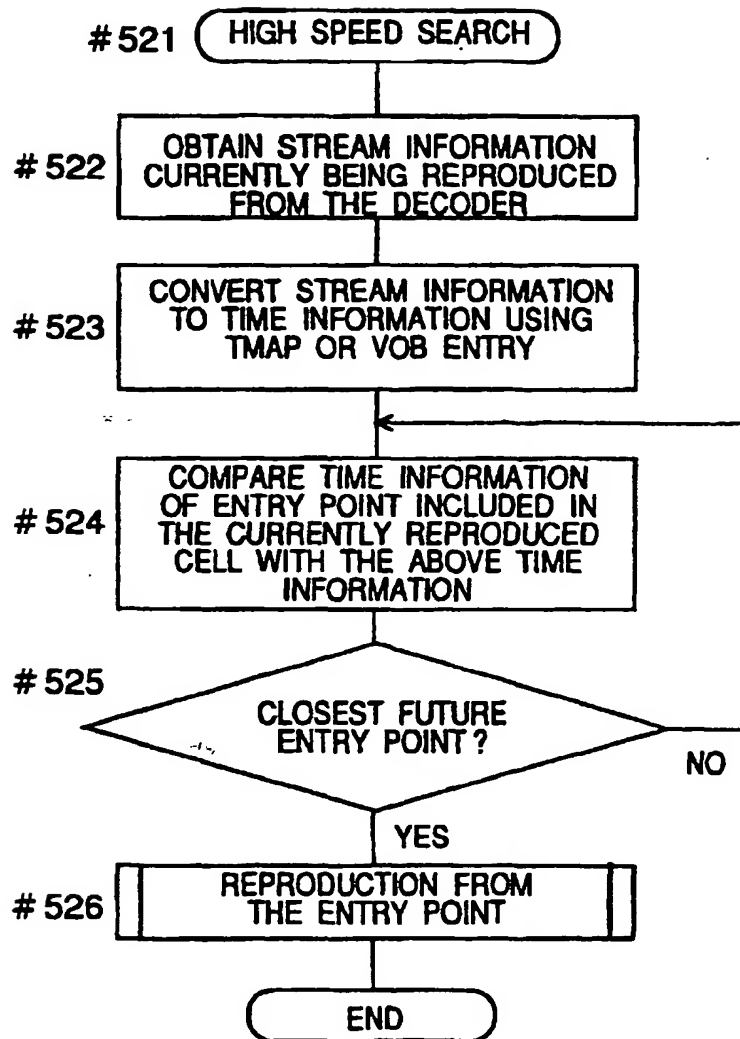 #521 HIGH SPEED SEARCH
#522 OBTAIN STREAM INFORMATION
CURRENTLY BEING REPRODUCED
FROM THE DECODER
#523 CONVERT STREAM INFORMATION
TO TIME INFORMATION USING
TMAP OR VOB ENTRY
#524 COMPARE TIME INFORMATION
OF ENTRY POINT INCLUDED IN
THE CURRENTLY REPRODUCED
CELL WITH THE ABOVE TIME
INFORMATION
#525 CLOSEST FUTURE
ENTRY POINT?
NO
YES
#526 REPRODUCTION FROM
THE ENTRY POINT
END